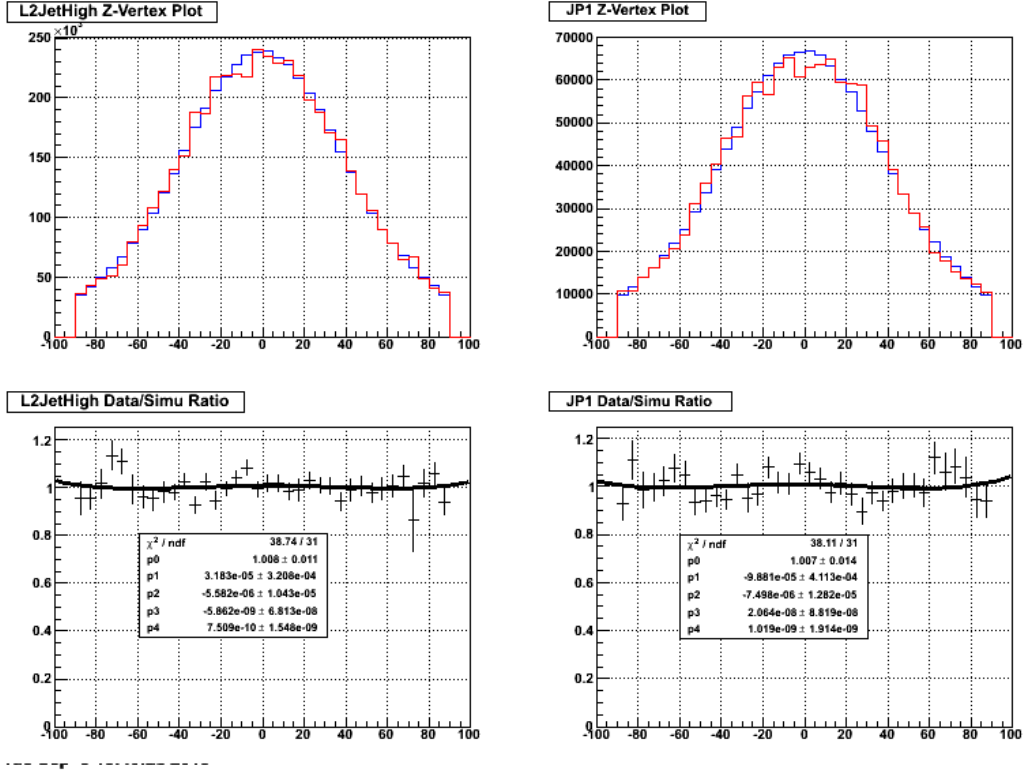 L2JetHigh Z-Vertex Plot
×10³
250
200
150
100
50
0
-100 -80 -60 -40 -20 0 20 40 60 80 100
JP1 Z-Vertex Plot
70000
60000
50000
40000
30000
20000
10000
0
-100 -80 -60 -40 -20 0 20 40 60 80 100
L2JetHigh Data/Simu Ratio
1.2
1
0.8
0.6
0.4
0.2
0
χ² / ndf 38.74 / 31
p0 1.008 ± 0.011
p1 3.183e-05 ± 3.208e-04
p2 -5.582e-06 ± 1.043e-05
p3 -5.862e-09 ± 6.813e-08
p4 7.509e-10 ± 1.548e-09
-100 -80 -60 -40 -20 0 20 40 60 80 100
JP1 Data/Simu Ratio
1.2
1
0.8
0.6
0.4
0.2
0
χ² / ndf 38.11 / 31
p0 1.007 ± 0.014
p1 -9.881e-05 ± 4.113e-04
p2 -7.498e-06 ± 1.282e-05
p3 2.064e-08 ± 8.819e-08
p4 1.019e-09 ± 1.914e-09
-100 -80 -60 -40 -20 0 20 40 60 80 100